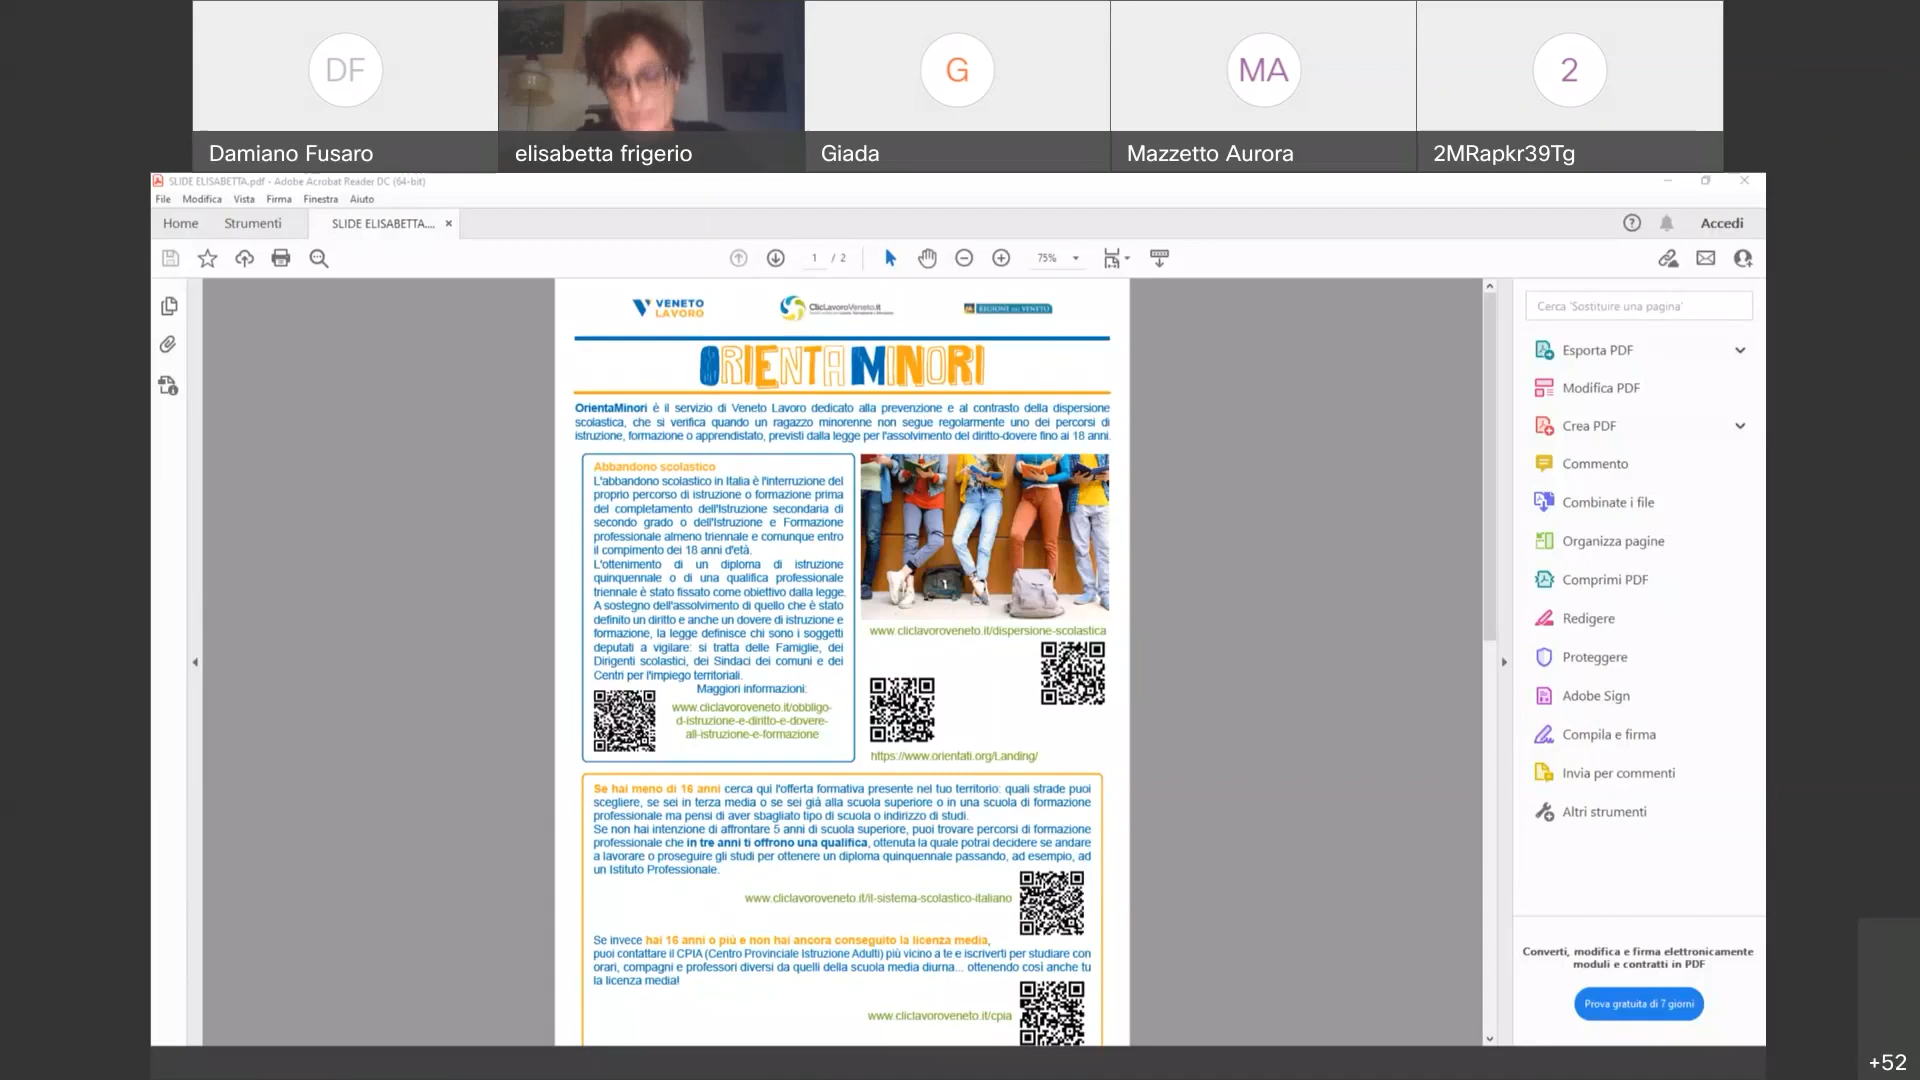 DF
G
MA
2
Damiano Fusaro
elisabetta frigerio
Giada
Mazzetto Aurora
2MRapkr39Tg
SLIDE ELISABETTA.pdf - Adobe Acrobat Reader DC (64-bit)
File Modifica Vista Firma Finestra Aiuto
Home Strumenti SLIDE ELISABETTA.... × Accedi
1 / 2 75%
VENETO
LAVORO
ClicLavoroVeneto.it
REGIONE DEL VENETO
ORIENTAMINORI
OrientaMinori è il servizio di Veneto Lavoro dedicato alla prevenzione e al contrasto della dispersione
scolastica, che si verifica quando un ragazzo minorenne non segue regolarmente uno dei percorsi di
istruzione, formazione o apprendistato, previsti dalla legge per l'assolvimento del diritto-dovere fino ai 18 anni.
Abbandono scolastico
L'abbandono scolastico in Italia è l'interruzione del
proprio percorso di istruzione o formazione prima
del completamento dell'Istruzione secondaria di
secondo grado o dell'Istruzione e Formazione
professionale almeno triennale e comunque entro
il compimento dei 18 anni d'età.
L'ottenimento di un diploma di istruzione
quinquennale o di una qualifica professionale
triennale è stato fissato come obiettivo dalla legge.
A sostegno dell'assolvimento di quello che è stato
definito un diritto e anche un dovere di istruzione e
formazione, la legge definisce chi sono i soggetti
deputati a vigilare: si tratta delle Famiglie, dei
Dirigenti scolastici, dei Sindaci dei comuni e dei
Centri per l'impiego territoriali.
Maggiori informazioni:
www.cliclavoroveneto.it/obbligo-
d-istruzione-e-diritto-e-dovere-
all-istruzione-e-formazione
www.cliclavoroveneto.it/dispersione-scolastica
https://www.orientati.org/Landing/
Se hai meno di 16 anni cerca qui l'offerta formativa presente nel tuo territorio: quali strade puoi
scegliere, se sei in terza media o se sei già alla scuola superiore o in una scuola di formazione
professionale ma pensi di aver sbagliato tipo di scuola o indirizzo di studi.
Se non hai intenzione di affrontare 5 anni di scuola superiore, puoi trovare percorsi di formazione
professionale che in tre anni ti offrono una qualifica, ottenuta la quale potrai decidere se andare
a lavorare o proseguire gli studi per ottenere un diploma quinquennale passando, ad esempio, ad
un Istituto Professionale.
www.cliclavoroveneto.it/il-sistema-scolastico-italiano
Se invece hai 16 anni o più e non hai ancora conseguito la licenza media,
puoi contattare il CPIA (Centro Provinciale Istruzione Adulti) più vicino a te e iscriverti per studiare con
orari, compagni e professori diversi da quelli della scuola media diurna... ottenendo così anche tu
la licenza media!
www.cliclavoroveneto.it/cpia
Cerca 'Sostituire una pagina'
Esporta PDF
Modifica PDF
Crea PDF
Commento
Combinate i file
Organizza pagine
Comprimi PDF
Redigere
Proteggere
Adobe Sign
Compila e firma
Invia per commenti
Altri strumenti
Converti, modifica e firma elettronicamente
moduli e contratti in PDF
Prova gratuita di 7 giorni
+52